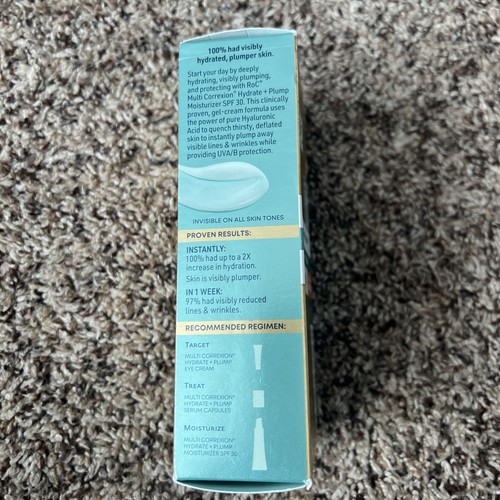 100% had visibly
hydrated, plumper skin.
Start your day by deeply
hydrating, visibly plumping,
and protecting with RoC®
Multi Correxion® Hydrate + Plump
Moisturizer SPF 30. This clinically
proven, gel-cream formula uses
the power of pure Hyaluronic
Acid to quench thirsty, deflated
skin to instantly plump away
visible lines & wrinkles while
providing UVA/B protection.
INVISIBLE ON ALL SKIN TONES
PROVEN RESULTS:
INSTANTLY:
100% had up to a 2X
increase in hydration.
Skin is visibly plumper.
IN 1 WEEK:
97% had visibly reduced
lines & wrinkles.
RECOMMENDED REGIMEN:
TARGET
MULTI CORREXION®
HYDRATE + PLUMP
EYE CREAM
TREAT
MULTI CORREXION®
HYDRATE + PLUMP
SERUM CAPSULES
MOISTURIZE
MULTI CORREXION®
HYDRATE + PLUMP
MOISTURIZER SPF 30